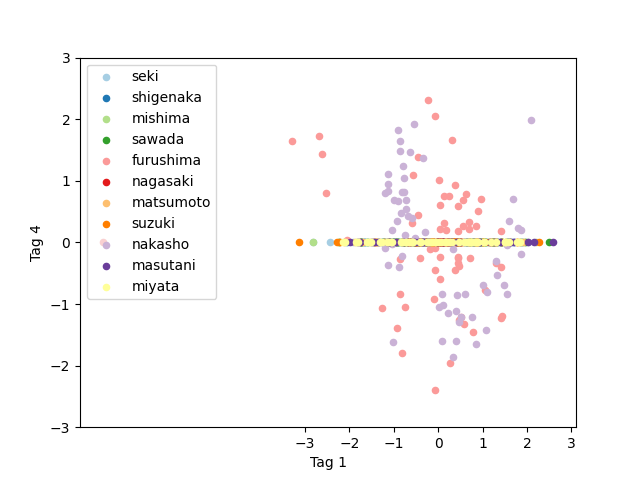 3
2
1
0
−1
−2
−3
Tag 4
seki
shigenaka
mishima
sawada
furushima
nagasaki
matsumoto
suzuki
nakasho
masutani
miyata
−3 −2 −1 0 1 2 3
Tag 1